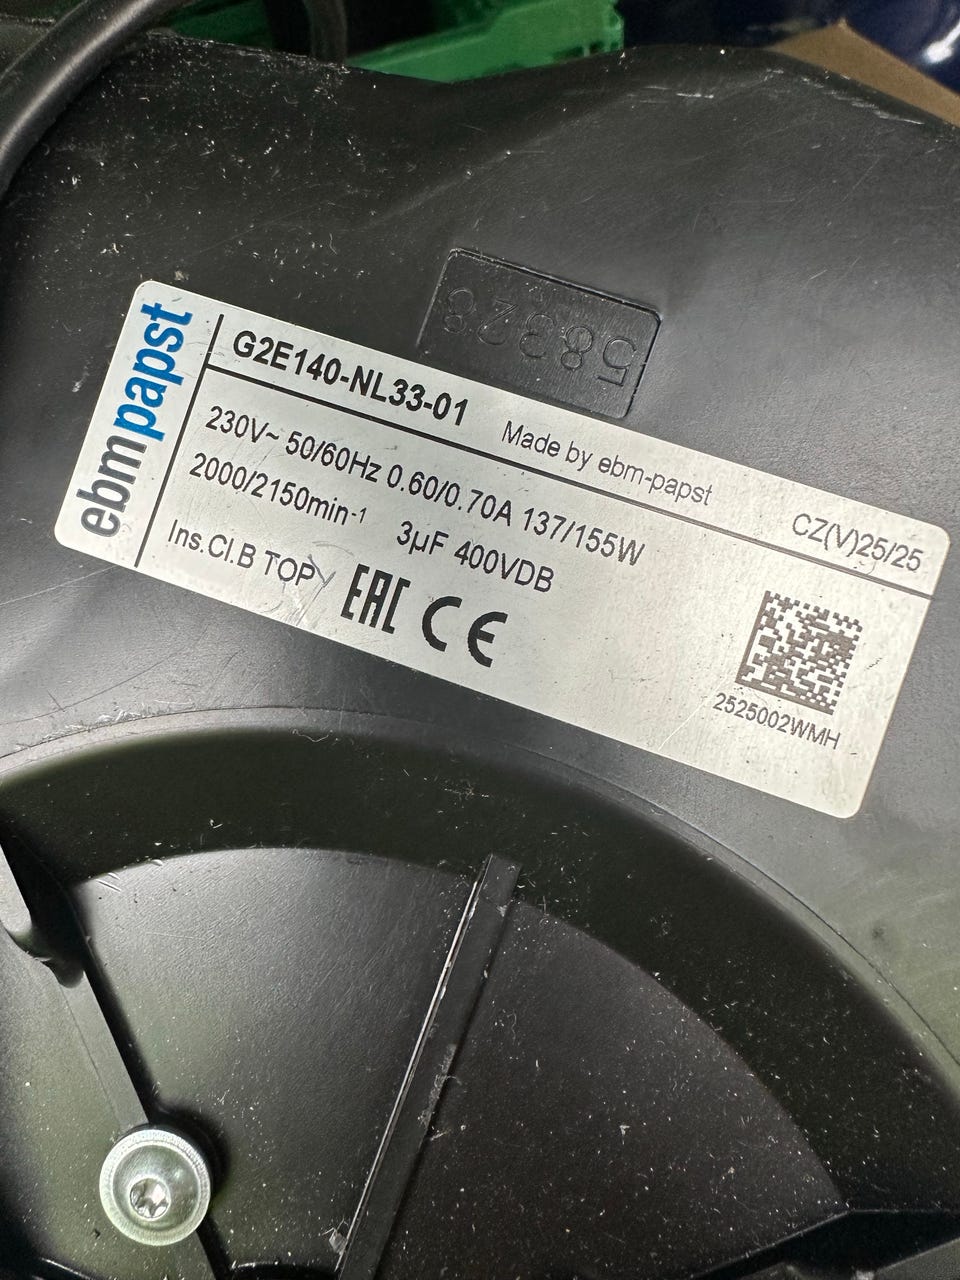 58328
ebmpapst
G2E140-NL33-01 Made by ebm-papst CZ(V)25/25
230V~ 50/60Hz 0.60/0.70A 137/155W
2000/2150min-1 3µF 400VDB
Ins.Cl.B TOP EAC CE
2525002WMH